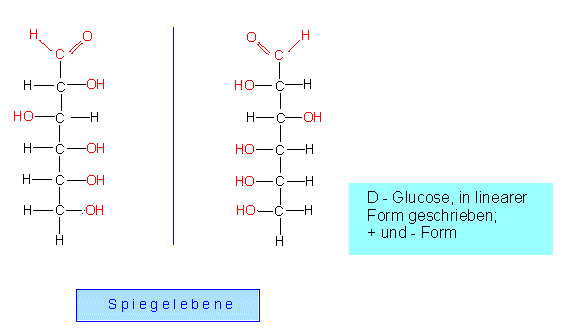 H O O H
C C
H C OH HO C H
HO C H H C OH
H C OH HO C H
H C OH HO C H
H C OH HO C H
H H
D - Glucose, in linearer
Form geschrieben;
+ und - Form
Spiegelebene